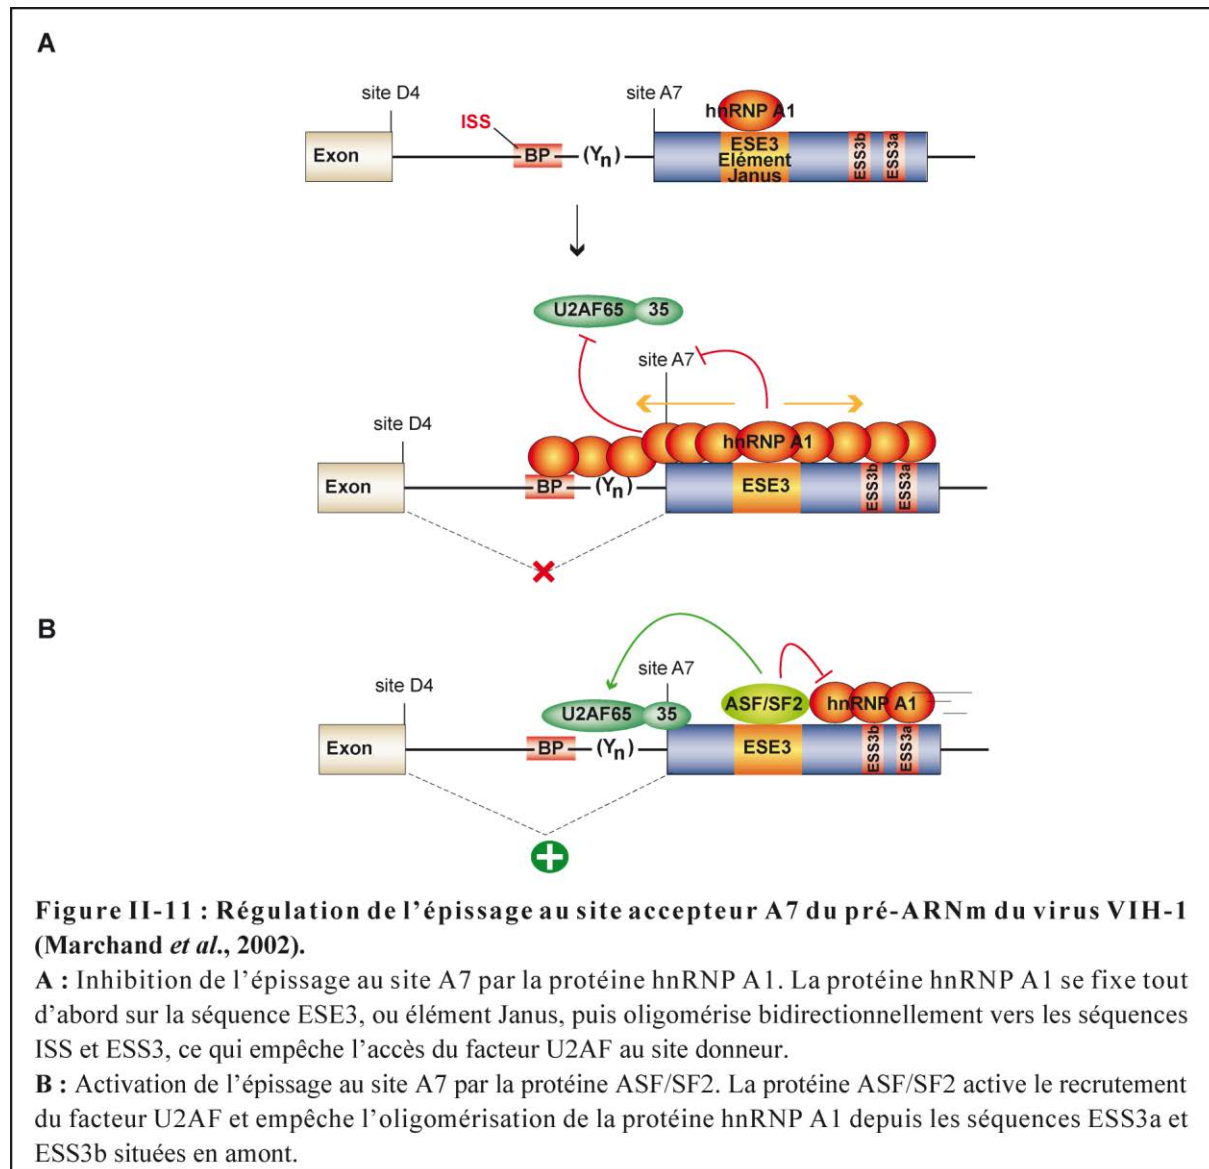 A
site D4
site A7
hnRNP A1
ISS
Exon
BP
(Yn)
ESE3
Elément
Janus
ESS3b
ESS3a
U2AF65
35
site A7
site D4
hnRNP A1
Exon
BP
(Yn)
ESE3
ESS3b
ESS3a
B
site D4
site A7
U2AF65
35
ASF/SF2
hnRNP A1
Exon
BP
(Yn)
ESE3
ESS3b
ESS3a
Figure II-11 : Régulation de l'épissage au site accepteur A7 du pré-ARNm du virus VIH-1
(Marchand et al., 2002).
A : Inhibition de l'épissage au site A7 par la protéine hnRNP A1. La protéine hnRNP A1 se fixe tout
d'abord sur la séquence ESE3, ou élément Janus, puis oligomérise bidirectionnellement vers les séquences
ISS et ESS3, ce qui empêche l'accès du facteur U2AF au site donneur.
B : Activation de l'épissage au site A7 par la protéine ASF/SF2. La protéine ASF/SF2 active le recrutement
du facteur U2AF et empêche l'oligomérisation de la protéine hnRNP A1 depuis les séquences ESS3a et
ESS3b situées en amont.